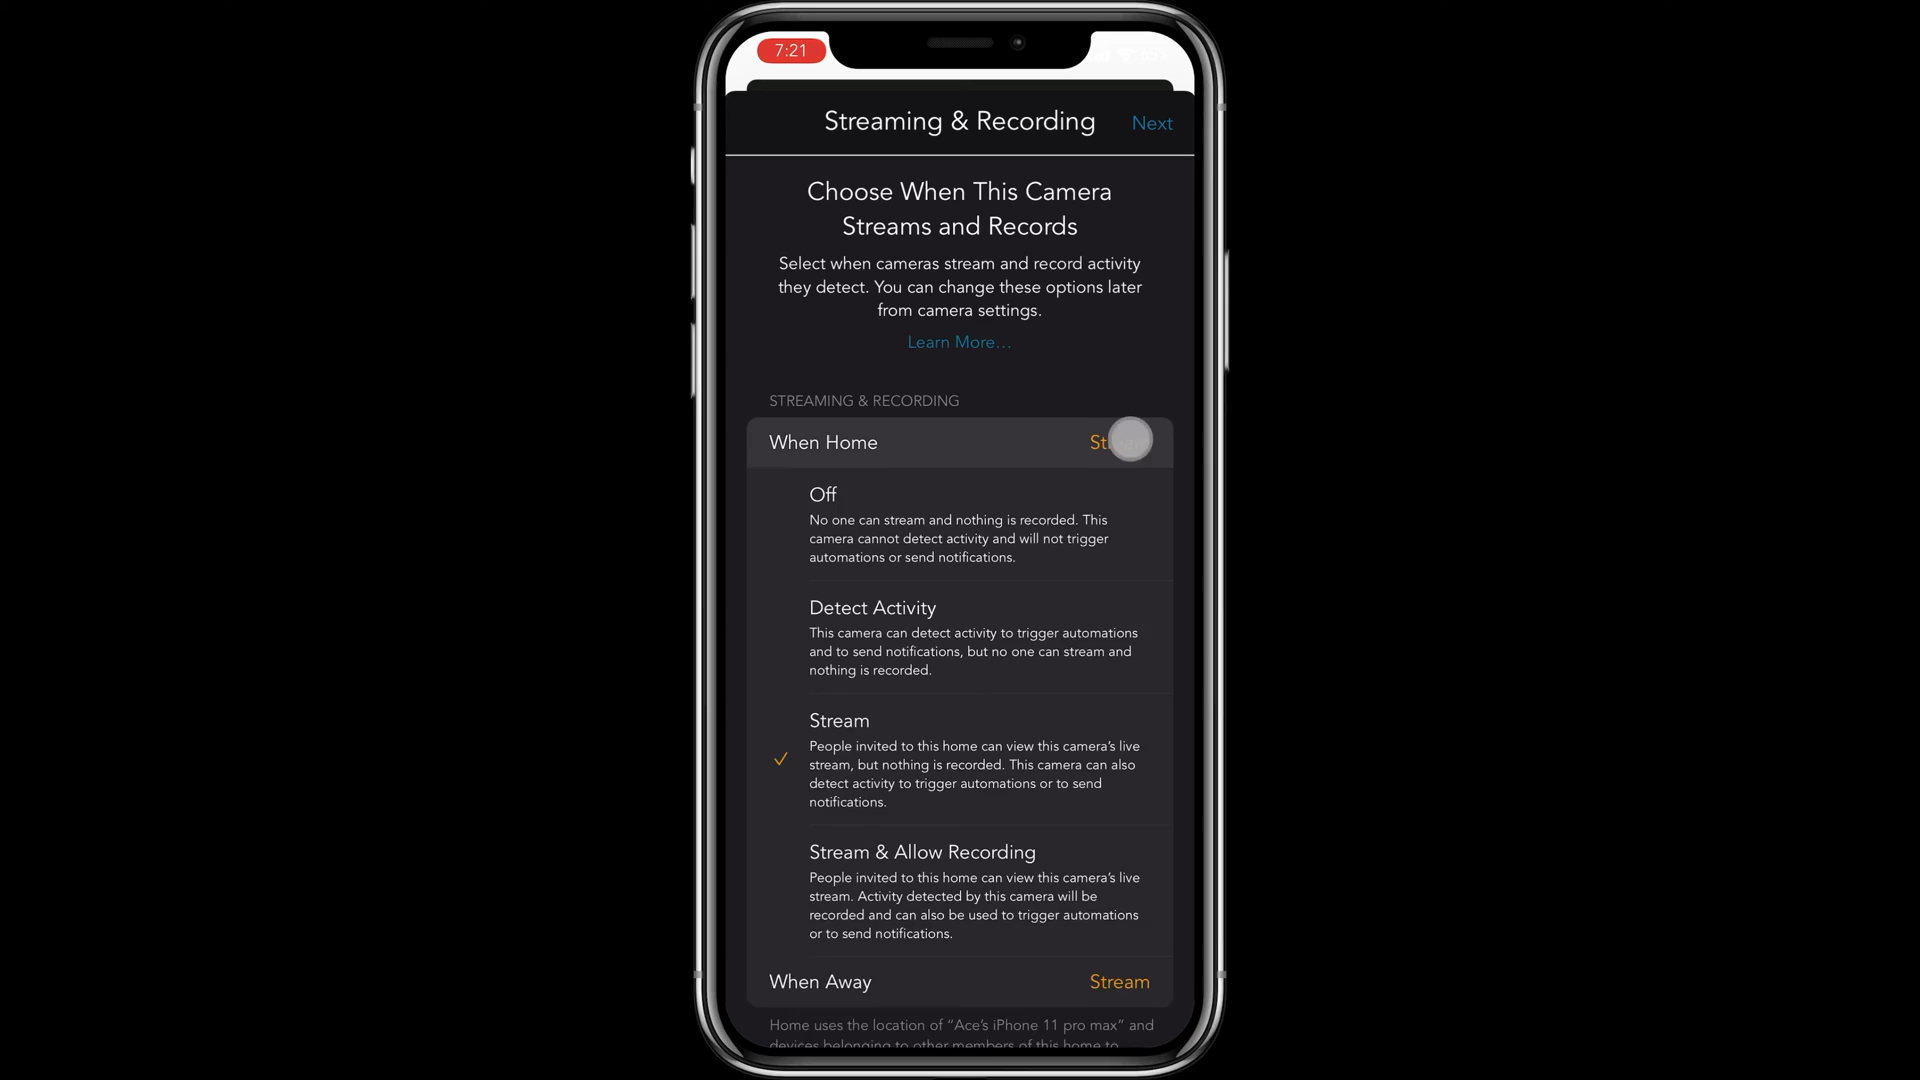 7:21
Streaming & Recording
Next
Choose When This Camera
Streams and Records
Select when cameras stream and record activity
they detect. You can change these options later
from camera settings.
Learn More…
STREAMING & RECORDING
When Home
Off
No one can stream and nothing is recorded. This
camera cannot detect activity and will not trigger
automations or send notifications.
Detect Activity
This camera can detect activity to trigger automations
and to send notifications, but no one can stream and
nothing is recorded.
Stream
People invited to this home can view this camera's live
stream, but nothing is recorded. This camera can also
detect activity to trigger automations or to send
notifications.
Stream & Allow Recording
People invited to this home can view this camera's live
stream. Activity detected by this camera will be
recorded and can also be used to trigger automations
or to send notifications.
When Away Stream
Home uses the location of “Ace's iPhone 11 pro max” and
devices belonging to other members of this home to